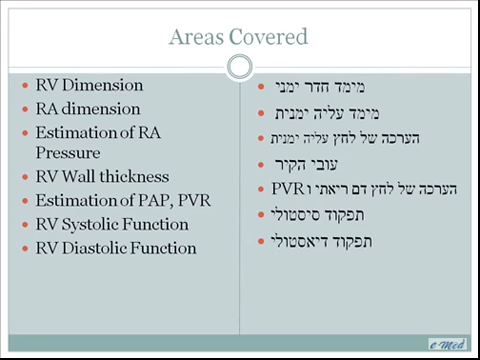 Areas Covered
RV Dimension
RA dimension
Estimation of RA
Pressure
RV Wall thickness
Estimation of PAP, PVR
RV Systolic Function
RV Diastolic Function
מימד חדר ימני
מימד עליה ימנית
הערכה של לחץ עליה ימנית
עובי הקיר
הערכה של לחץ דם ריאתי ו PVR
תפקוד סיסטולי
תפקוד דיאסטולי
e Med